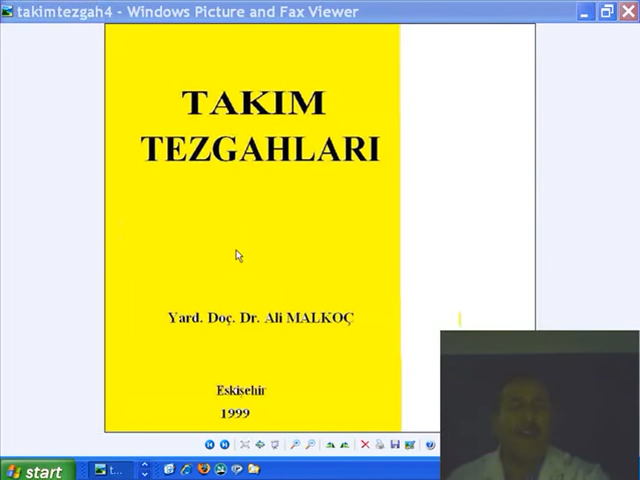 takimtezgah4 - Windows Picture and Fax Viewer
TAKIM
TEZGAHLARI
Yard. Doç. Dr. Ali MALKOÇ
Eskişehir
1999
start
t...